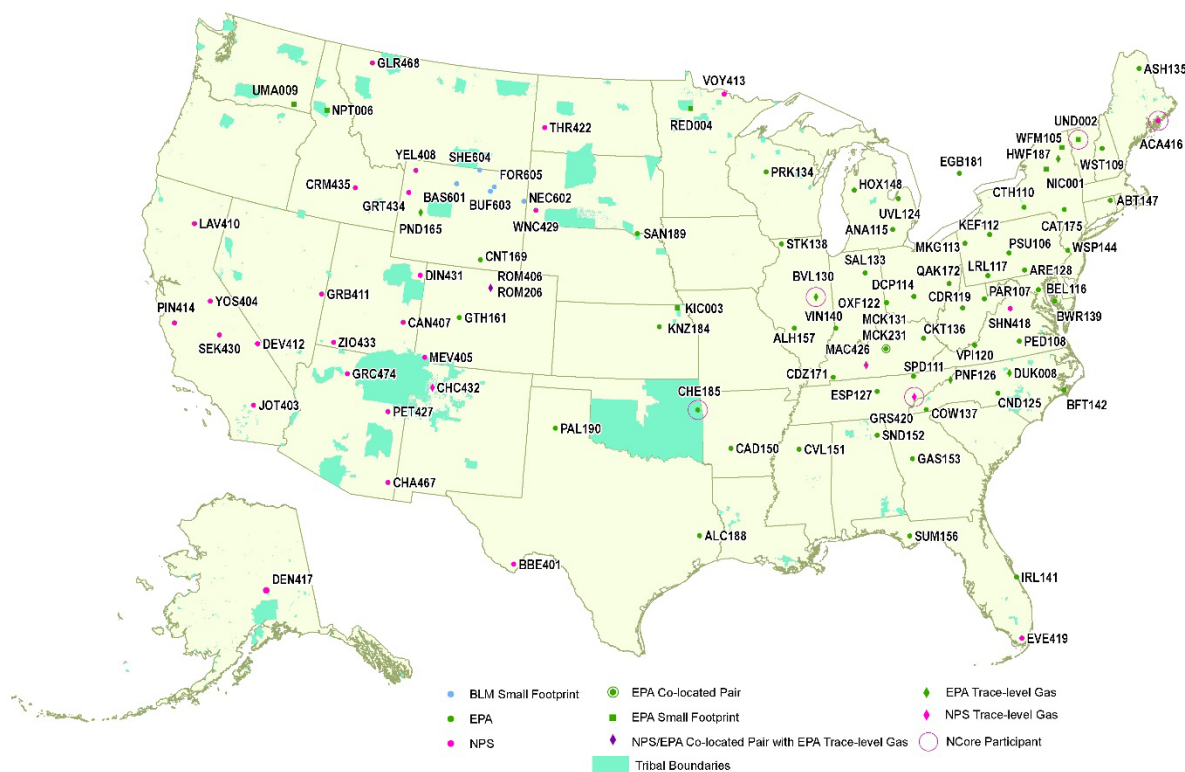 GLR468
VOY413
ASH135
UMA009
NPT006
RED004
UND002
THR422
WFM105
ACA416
HWF187
YEL408
SHE604
EGB181
WST109
FOR605
PRK134
HOX148
NIC001
CRM435
BAS601
NEC602
CTH110
GRT434
BUF603
UVL124
ABT147
LAV410
PND165
WNC429
ANA115
KEF112
CAT175
SAN189
STK138
MKG113
PSU106
WSP144
CNT169
SAL133
DIN431
ROM406
BVL130
QAK172
LRL117
ARE128
ROM206
DCP114
PAR107
BEL116
YOS404
GRB411
OXF122
CDR119
PIN414
KIC003
VIN140
BWR139
CAN407
GTH161
MCK131
SHN418
KNZ184
ALH157
MCK231
CKT136
SEK430
DEV412
ZIO433
MAC426
PED108
MEV405
VPI120
GRC474
CDZ171
SPD111
PNF126
DUK008
CHC432
CHE185
ESP127
JOT403
CND125
BFT142
PET427
GRS420
COW137
PAL190
SND152
CAD150
CVL151
GAS153
CHA467
ALC188
SUM156
BBE401
DEN417
IRL141
EVE419
BLM Small Footprint
EPA
NPS
EPA Co-located Pair
EPA Small Footprint
NPS/EPA Co-located Pair with EPA Trace-level Gas
EPA Trace-level Gas
NPS Trace-level Gas
NCore Participant
Tribal Boundaries